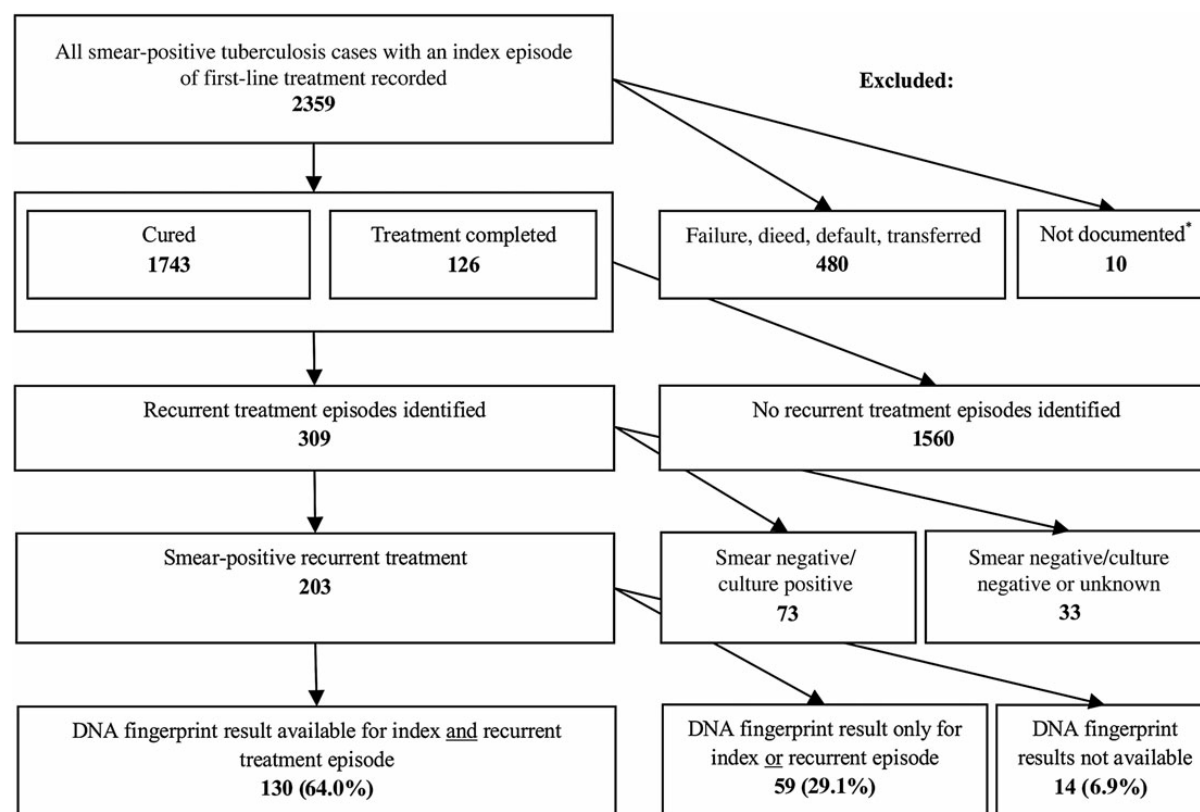 All smear-positive tuberculosis cases with an index episode
of first-line treatment recorded
2359
Excluded:
Cured
1743
Treatment completed
126
Failure, dieed, default, transferred
480
Not documented*
10
Recurrent treatment episodes identified
309
No recurrent treatment episodes identified
1560
Smear-positive recurrent treatment
203
Smear negative/
culture positive
73
Smear negative/culture
negative or unknown
33
DNA fingerprint result available for index and recurrent
treatment episode
130 (64.0%)
DNA fingerprint result only for
index or recurrent episode
59 (29.1%)
DNA fingerprint
results not available
14 (6.9%)